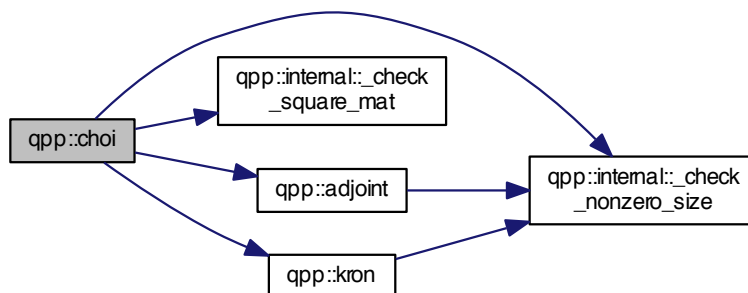 qpp::choi
qpp::internal::_check
_square_mat
qpp::adjoint
qpp::kron
qpp::internal::_check
_nonzero_size